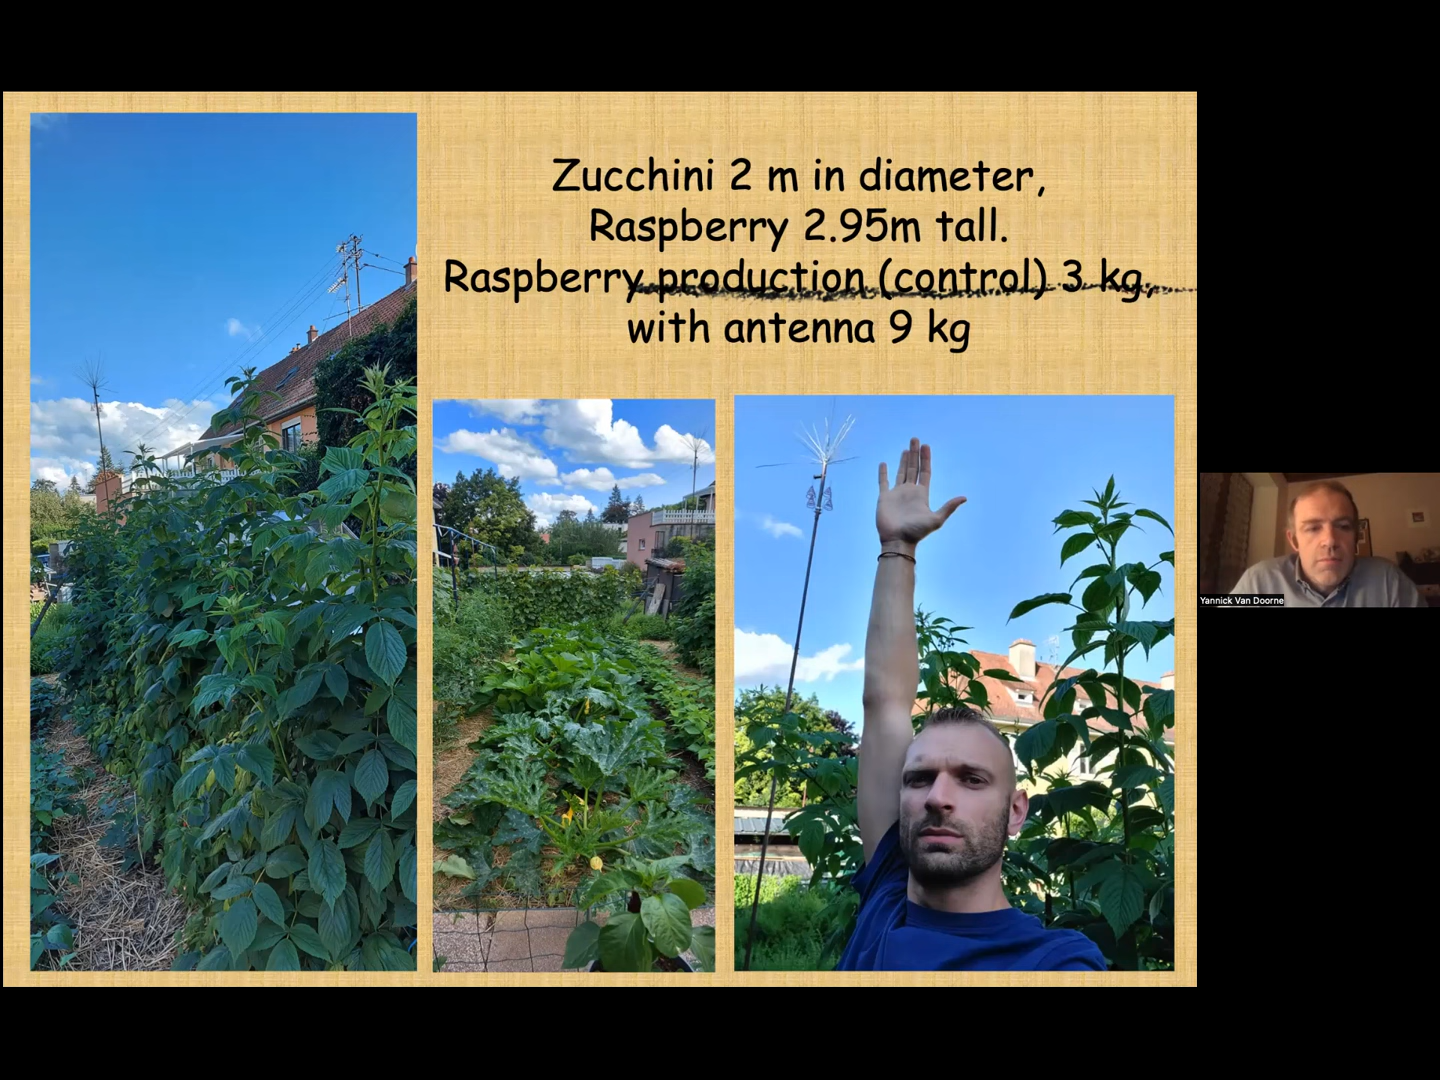 Zucchini 2 m in diameter,
Raspberry 2.95m tall.
Raspberry production (control) 3 kg,
with antenna 9 kg
Yannick Van Doorne